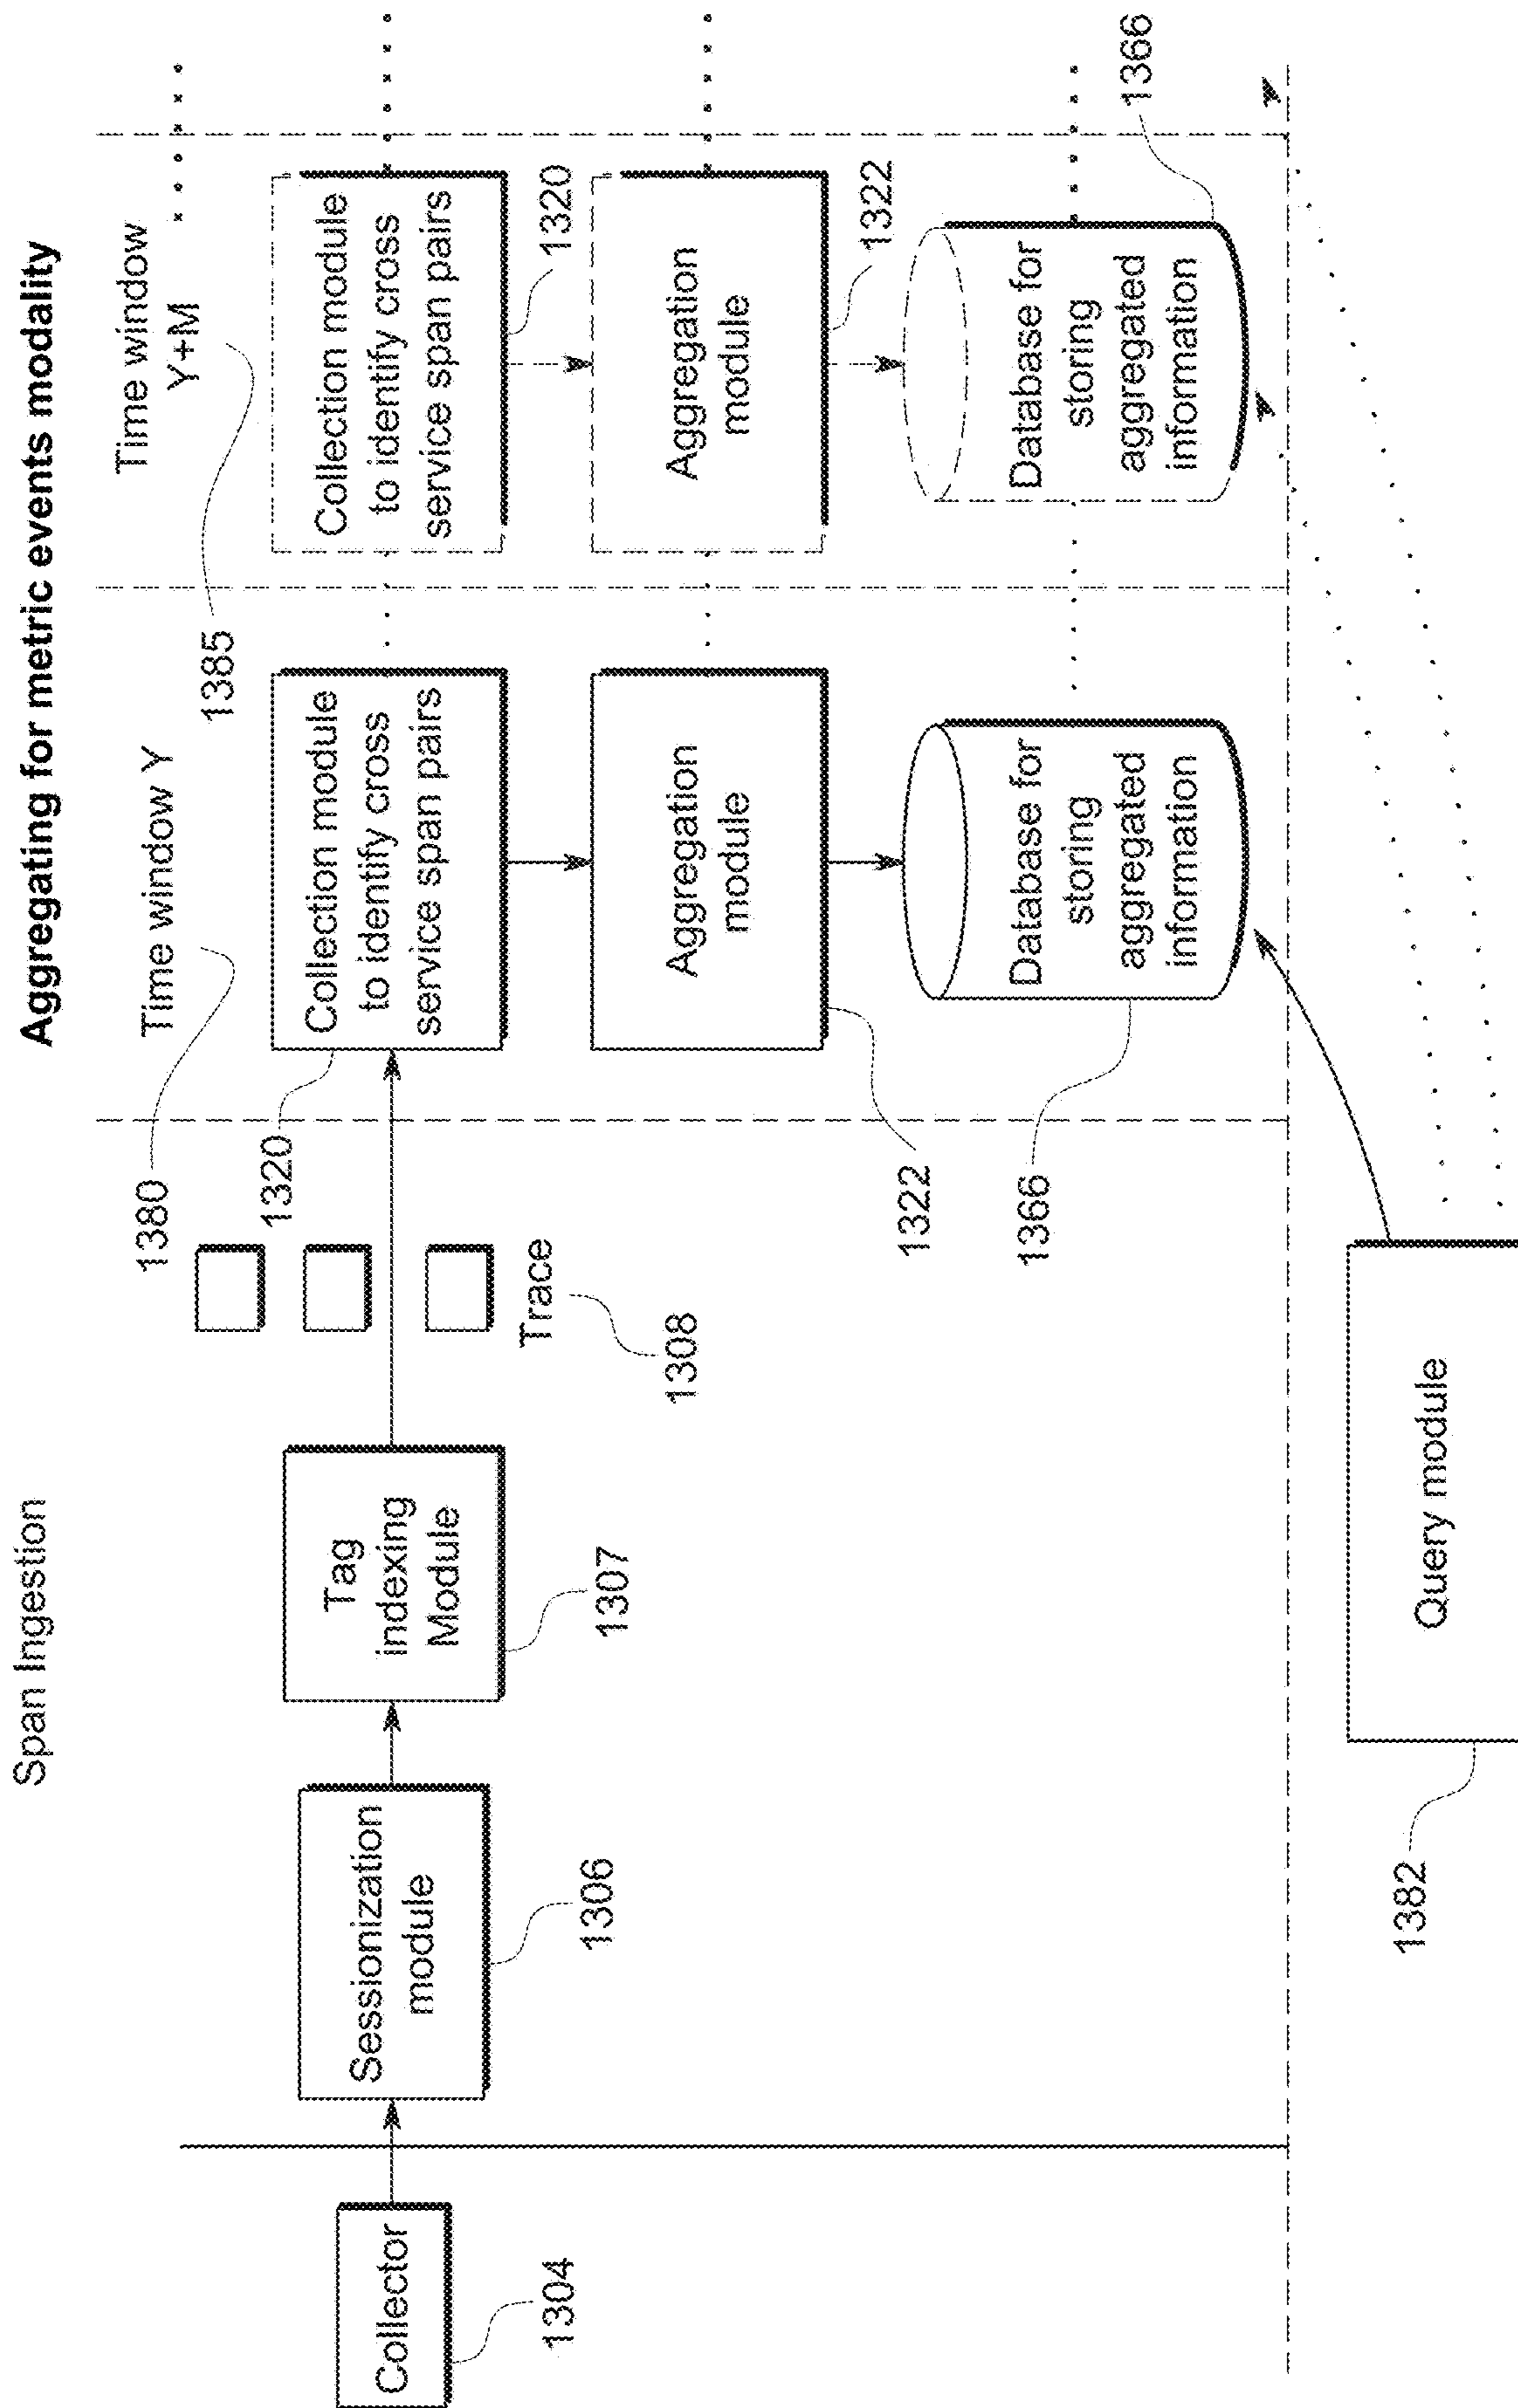 Aggregating for metric events modality
Span Ingestion
Time window Y
1380
Time window
Y+M
1385
Collector
1304
Sessionization
module
1306
Tag
indexing
Module
1307
Trace
1308
Collection module
to identify cross
service span pairs
1320
Aggregation
module
1322
Database for
storing
aggregated
information
1366
Collection module
to identify cross
service span pairs
1320
Aggregation
module
1322
Database for
storing
aggregated
information
1366
Query module
1382